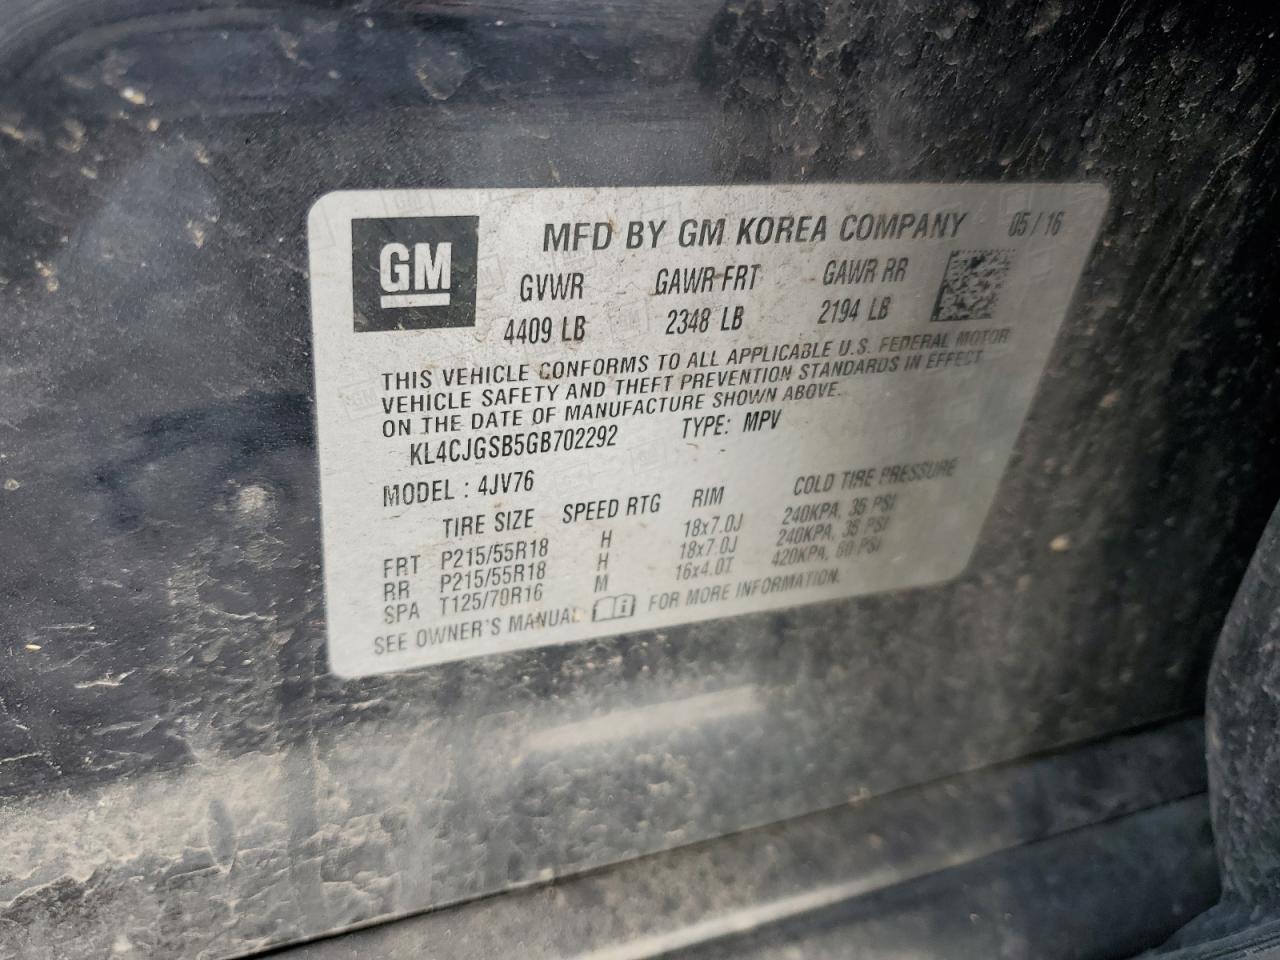 GM
MFD BY GM KOREA COMPANY 05/16
GVWR GAWR FRT GAWR RR
4409 LB 2348 LB 2194 LB
THIS VEHICLE CONFORMS TO ALL APPLICABLE U.S. FEDERAL MOTOR
VEHICLE SAFETY AND THEFT PREVENTION STANDARDS IN EFFECT
ON THE DATE OF MANUFACTURE SHOWN ABOVE.
KL4CJGSB5GB702292 TYPE: MPV
MODEL : 4JV76
TIRE SIZE SPEED RTG RIM COLD TIRE PRESSURE
FRT P215/55R18 H 18x7.0J 240KPA, 35 PSI
RR P215/55R18 H 18x7.0J 240KPA, 35 PSI
SPA T125/70R16 M 16x4.0T 420KPA, 60 PSI
SEE OWNER'S MANUAL FOR MORE INFORMATION.